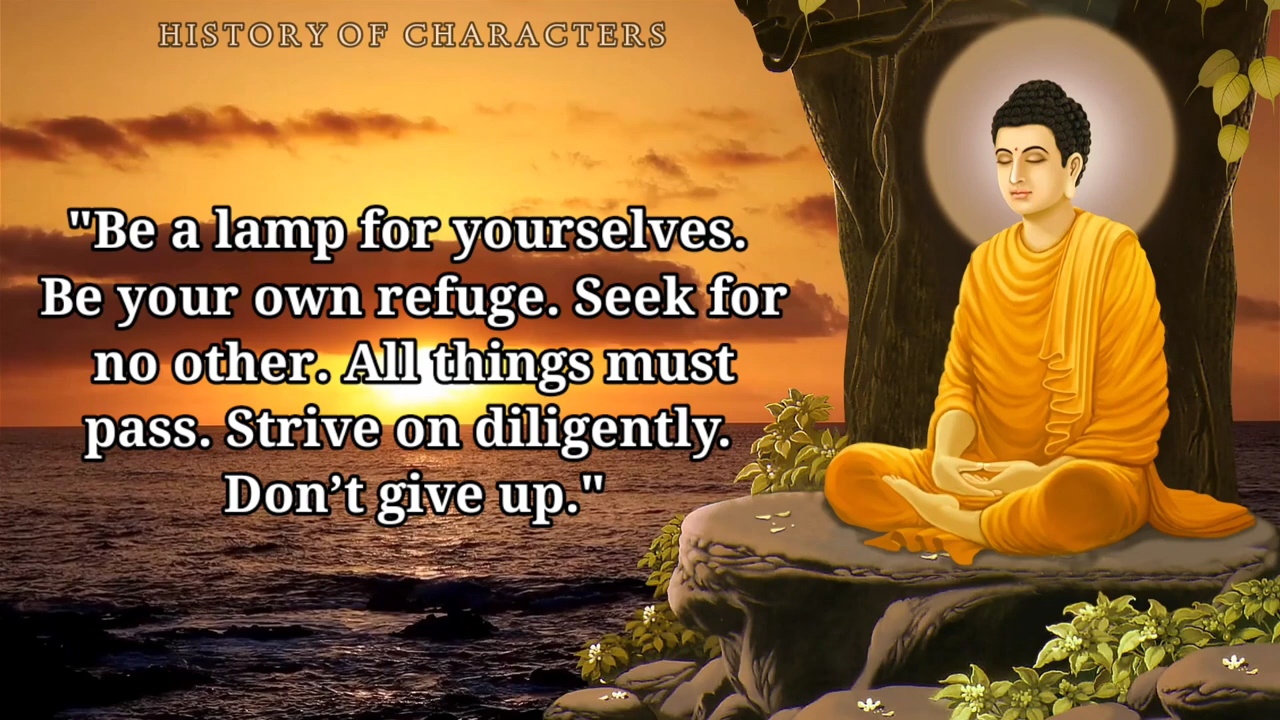 HISTORY OF CHARACTERS
"Be a lamp for yourselves.
Be your own refuge. Seek for
no other. All things must
pass. Strive on diligently.
Don’t give up."